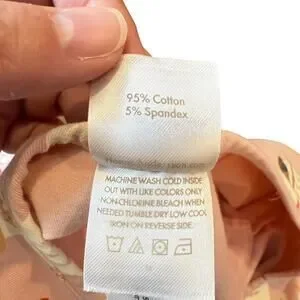 95% Cotton
5% Spandex
MACHINE WASH COLD INSIDE
OUT WITH LIKE COLORS ONLY
NON-CHLORINE BLEACH WHEN
NEEDED TUMBLE DRY LOW COOL
IRON ON REVERSE SIDE.